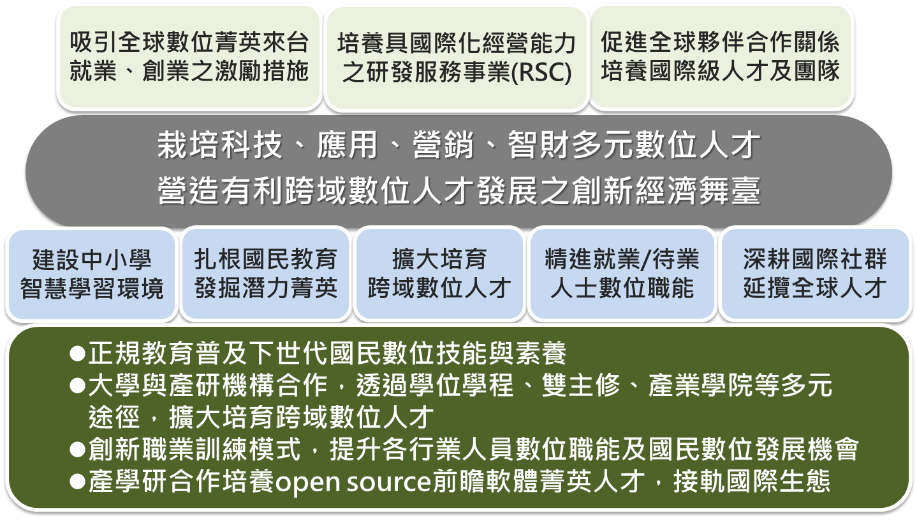 吸引全球數位菁英來台
就業、創業之激勵措施
培養具國際化經營能力
之研發服務事業(RSC)
促進全球夥伴合作關係
培養國際級人才及團隊
栽培科技、應用、營銷、智財多元數位人才
營造有利跨域數位人才發展之創新經濟舞臺
建設中小學
智慧學習環境
扎根國民教育
發掘潛力菁英
擴大培育
跨域數位人才
精進就業/待業
人士數位職能
深耕國際社群
延攬全球人才
●正規教育普及下世代國民數位技能與素養
●大學與產研機構合作，透過學位學程、雙主修、產業學院等多元
途徑，擴大培育跨域數位人才
●創新職業訓練模式，提升各行業人員數位職能及國民數位發展機會
●產學研合作培養open source前瞻軟體菁英人才，接軌國際生態